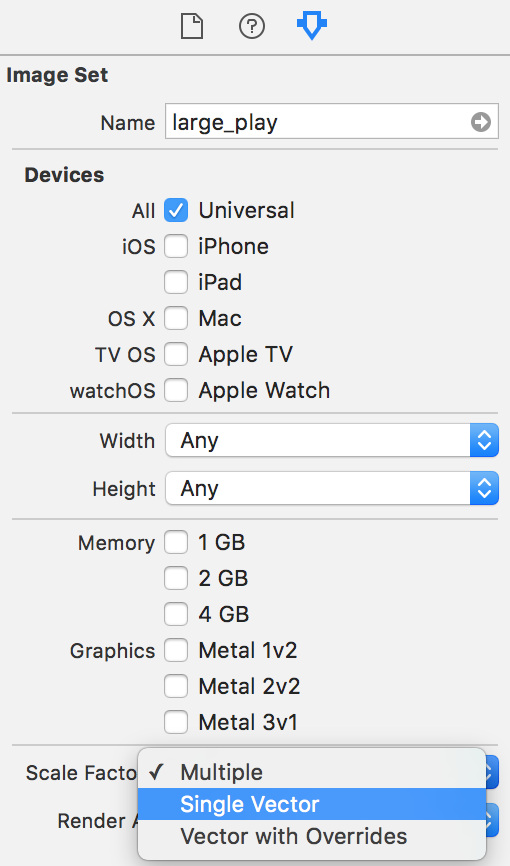 ?
Image Set
Name large_play
Devices
All Universal
iOS iPhone
iPad
OS X Mac
TV OS Apple TV
watchOS Apple Watch
Width Any
Height Any
Memory 1 GB
2 GB
4 GB
Graphics Metal 1v2
Metal 2v2
Metal 3v1
Scale Facto ✓ Multiple
Single Vector
Render A Vector with Overrides